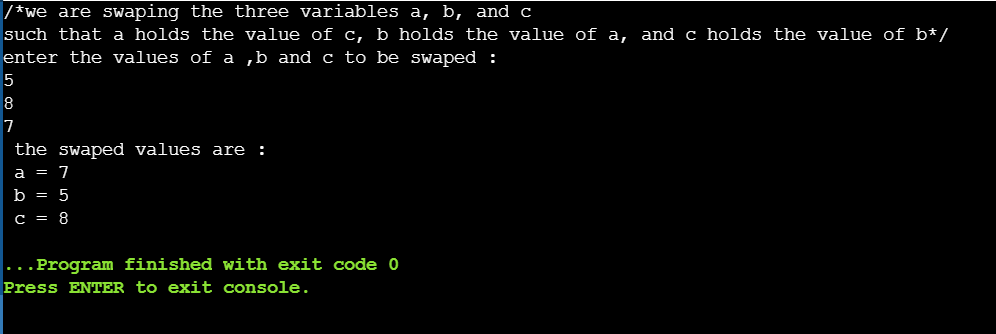 /*we are swaping the three variables a, b, and c
such that a holds the value of c, b holds the value of a, and c holds the value of b*/
enter the values of a ,b and c to be swaped :
5
8
7
the swaped values are :
a = 7
b = 5
c = 8
...Program finished with exit code 0
Press ENTER to exit console.